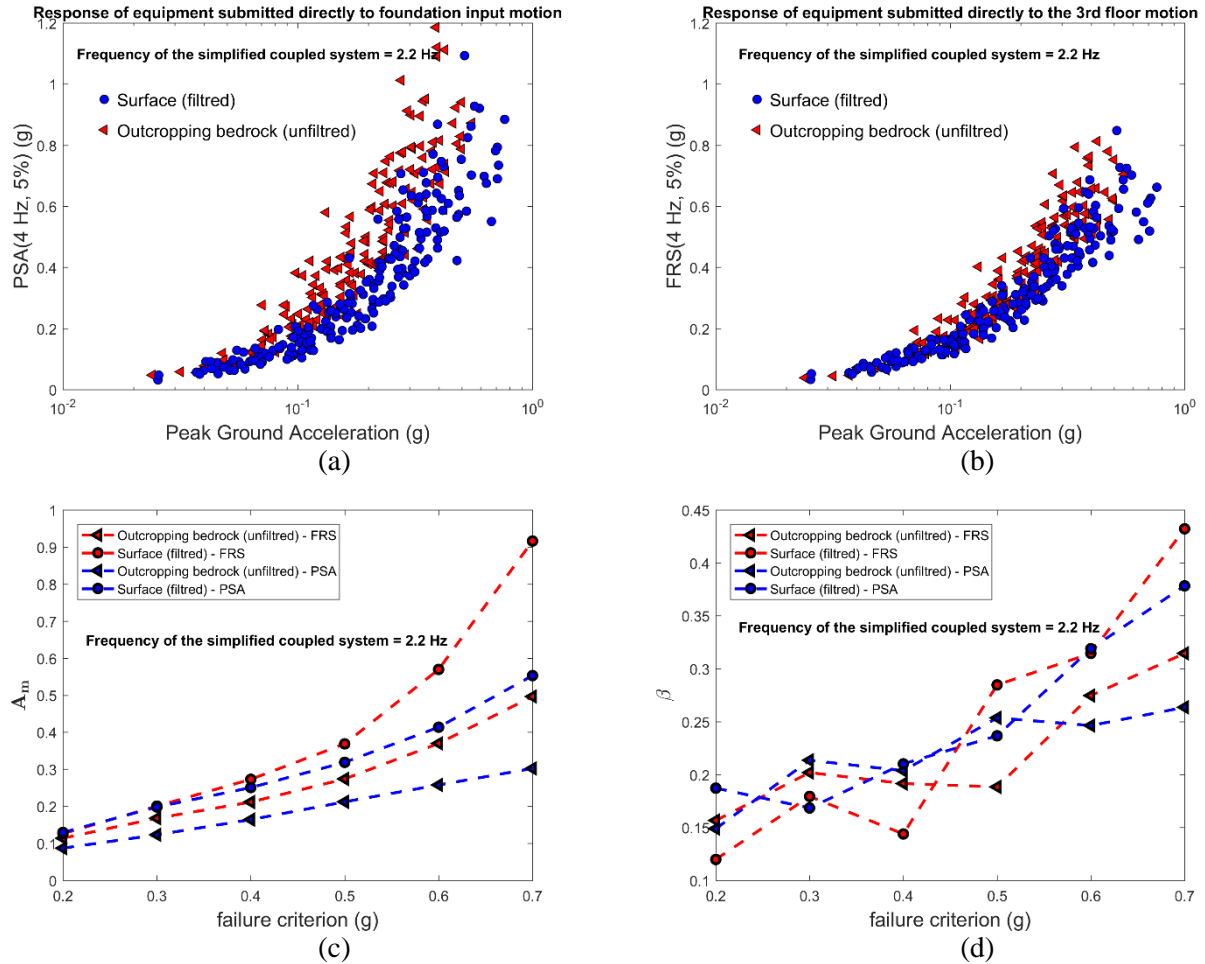 Response of equipment submitted directly to foundation input motion
1.2
1
0.8
0.6
0.4
0.2
0
PSA(4 Hz, 5%) (g)
Frequency of the simplified coupled system = 2.2 Hz
Surface (filtred)
Outcropping bedrock (unfiltred)
10⁻²
10⁻¹
10⁰
Peak Ground Acceleration (g)
(a)
Response of equipment submitted directly to the 3rd floor motion
1.2
1
0.8
0.6
0.4
0.2
0
FRS(4 Hz, 5%) (g)
Frequency of the simplified coupled system = 2.2 Hz
Surface (filtred)
Outcropping bedrock (unfiltred)
10⁻²
10⁻¹
10⁰
Peak Ground Acceleration (g)
(b)
1
0.9
0.8
0.7
0.6
0.5
0.4
0.3
0.2
0.1
0
Aₘ
Outcropping bedrock (unfiltred) - FRS
Surface (filtred) - FRS
Outcropping bedrock (unfiltred) - PSA
Surface (filtred) - PSA
Frequency of the simplified coupled system = 2.2 Hz
0.2
0.3
0.4
0.5
0.6
0.7
failure criterion (g)
(c)
0.45
0.4
0.35
0.3
0.25
0.2
0.15
0.1
β
Outcropping bedrock (unfiltred) - FRS
Surface (filtred) - FRS
Outcropping bedrock (unfiltred) - PSA
Surface (filtred) - PSA
Frequency of the simplified coupled system = 2.2 Hz
0.2
0.3
0.4
0.5
0.6
0.7
failure criterion (g)
(d)